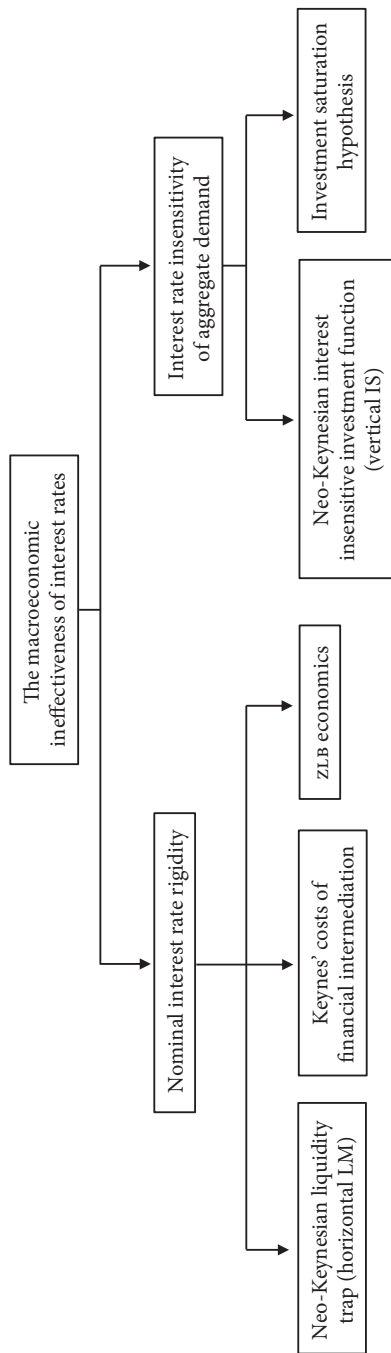 The macroeconomic
ineffectiveness of interest rates
Nominal interest rate rigidity
Interest rate insensitivity
of aggregate demand
Neo-Keynesian liquidity
trap (horizontal LM)
Keynes’ costs of
financial intermediation
ZLB economics
Neo-Keynesian interest
insensitive investment function
(vertical IS)
Investment saturation
hypothesis